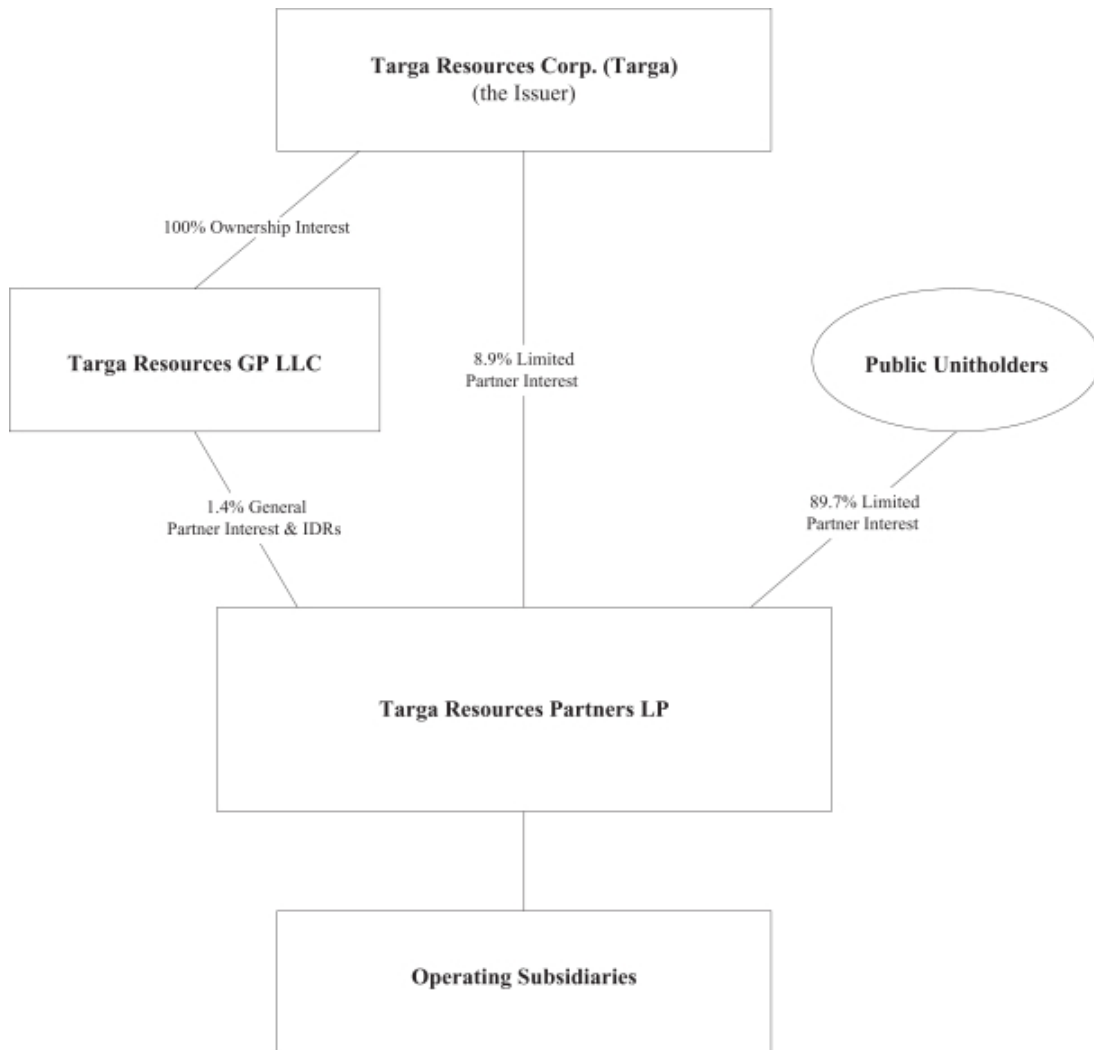 Targa Resources Corp. (Targa)
(the Issuer)
100% Ownership Interest
Targa Resources GP LLC
8.9% Limited
Partner Interest
Public Unitholders
1.4% General
Partner Interest & IDRs
89.7% Limited
Partner Interest
Targa Resources Partners LP
Operating Subsidiaries